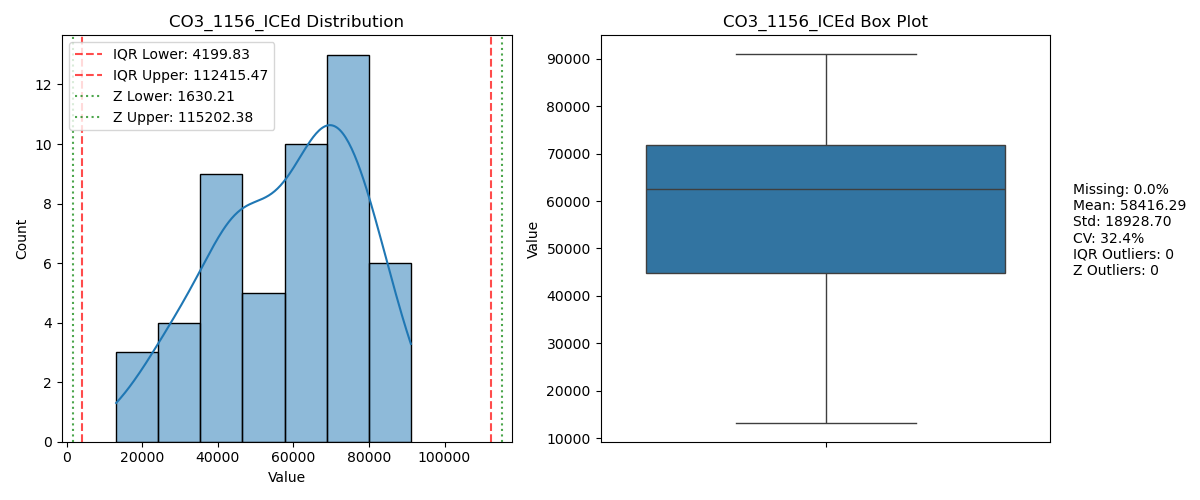 CO3_1156_ICEd Distribution
IQR Lower: 4199.83
IQR Upper: 112415.47
Z Lower: 1630.21
Z Upper: 115202.38
Count
12
10
8
6
4
2
0
0 20000 40000 60000 80000 100000
Value
CO3_1156_ICEd Box Plot
Value
90000
80000
70000
60000
50000
40000
30000
20000
10000
Missing: 0.0%
Mean: 58416.29
Std: 18928.70
CV: 32.4%
IQR Outliers: 0
Z Outliers: 0